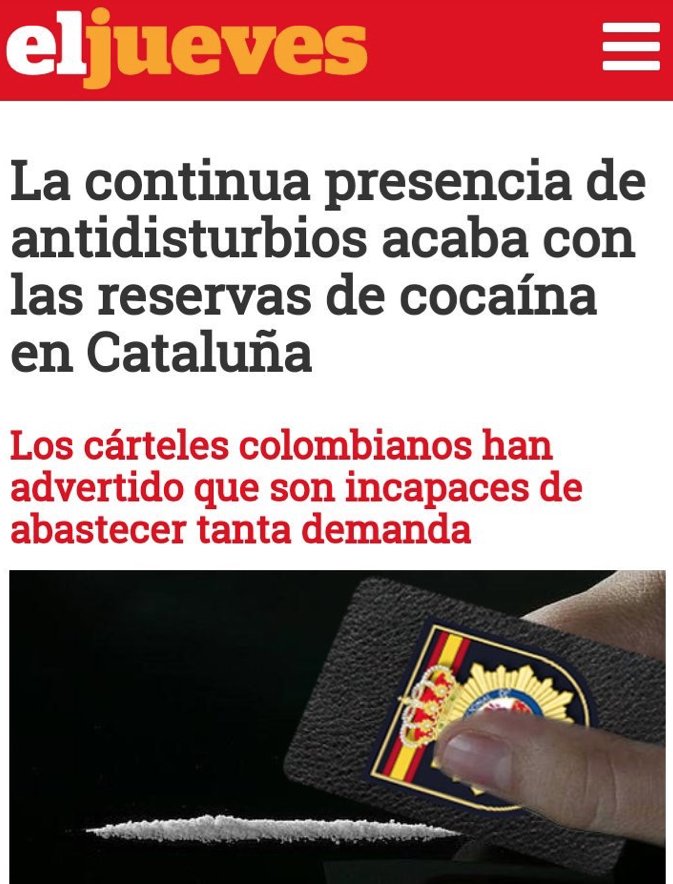 eljueves
La continua presencia de
antidisturbios acaba con
las reservas de cocaína
en Cataluña
Los cárteles colombianos han
advertido que son incapaces de
abastecer tanta demanda